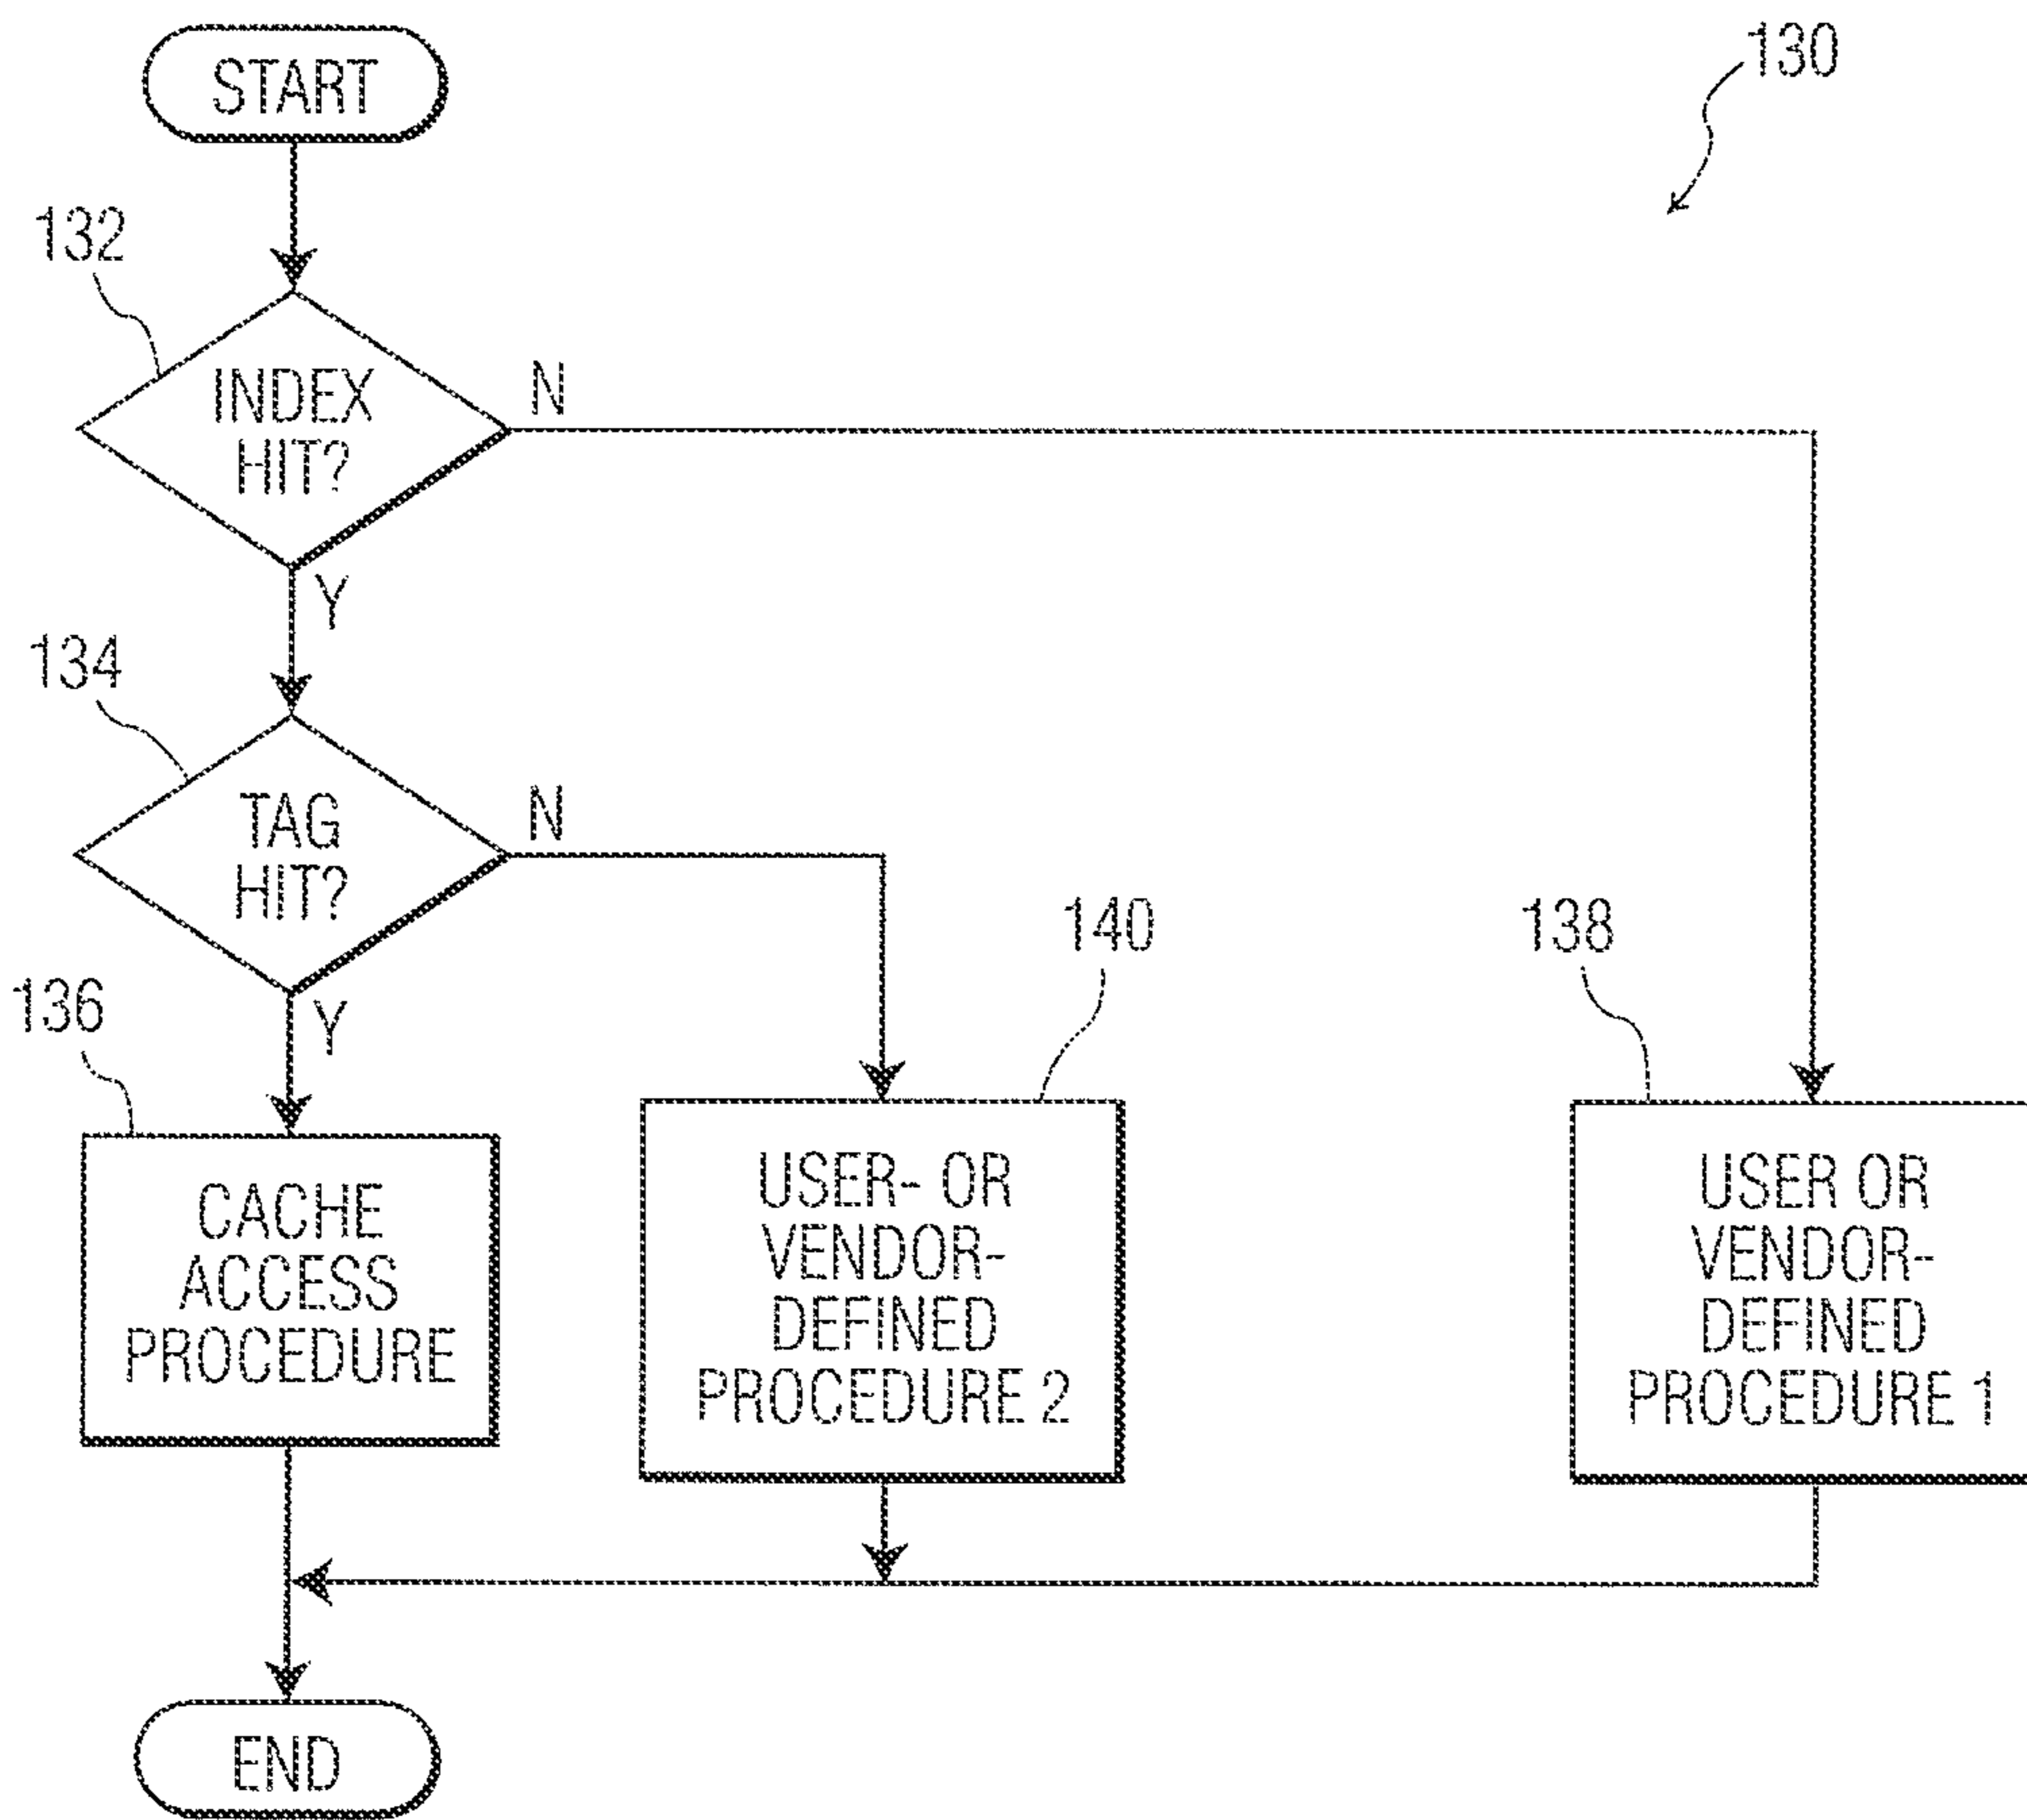 START
130
132
INDEX
HIT?
N
Y
134
TAG
HIT?
N
Y
136
CACHE
ACCESS
PROCEDURE
140
USER- OR
VENDOR-
DEFINED
PROCEDURE 2
138
USER OR
VENDOR-
DEFINED
PROCEDURE 1
END